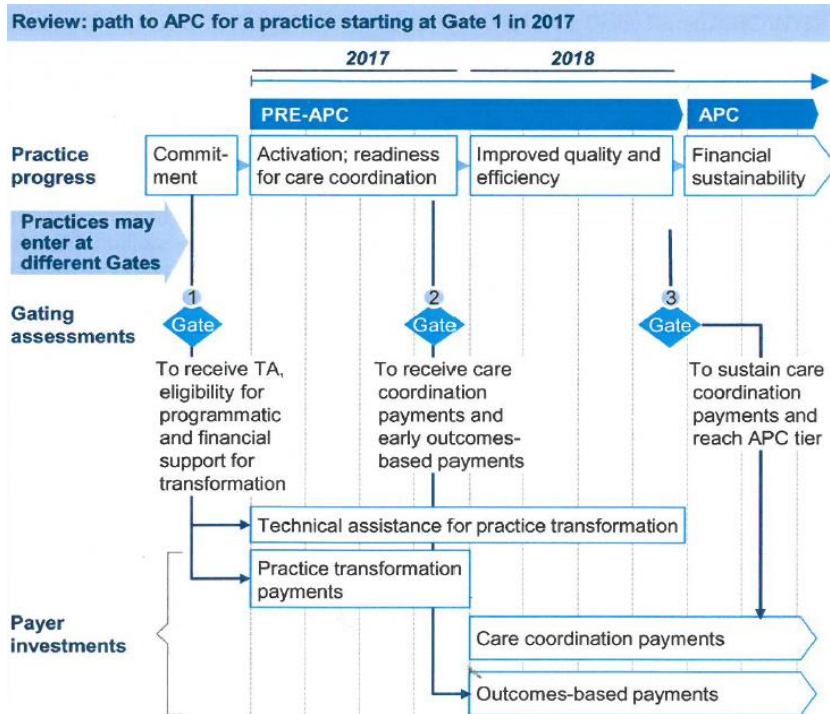 Review: path to APC for a practice starting at Gate 1 in 2017
2017
2018
PRE-APC
APC
Practice
progress
Commit-
ment
Activation; readiness
for care coordination
Improved quality and
efficiency
Financial
sustainability
Practices may
enter at
different Gates
Gating
assessments
1
Gate
2
Gate
3
Gate
To receive TA,
eligibility for
programmatic
and financial
support for
transformation
To receive care
coordination
payments and
early outcomes-
based payments
To sustain care
coordination
payments and
reach APC tier
Technical assistance for practice transformation
Practice transformation
payments
Payer
investments
Care coordination payments
Outcomes-based payments